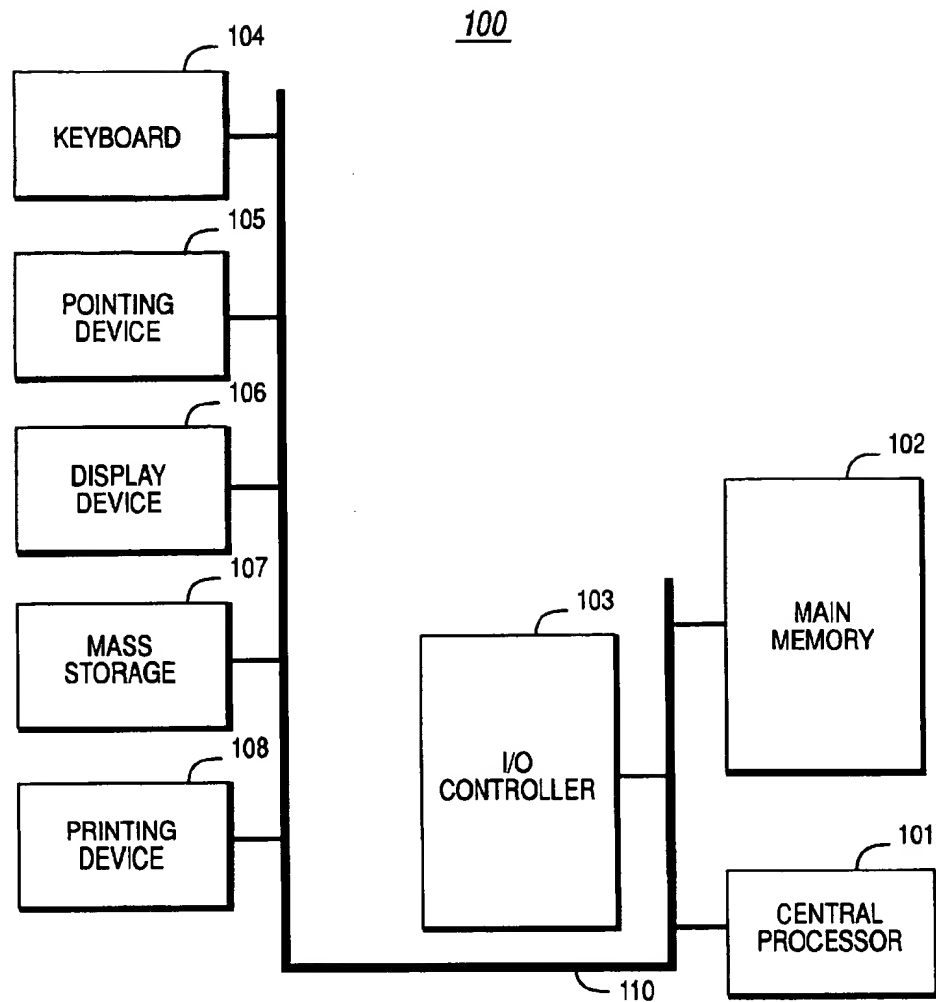 100
104
KEYBOARD
105
POINTING
DEVICE
106
DISPLAY
DEVICE
107
MASS
STORAGE
108
PRINTING
DEVICE
103
I/O
CONTROLLER
102
MAIN
MEMORY
101
CENTRAL
PROCESSOR
110